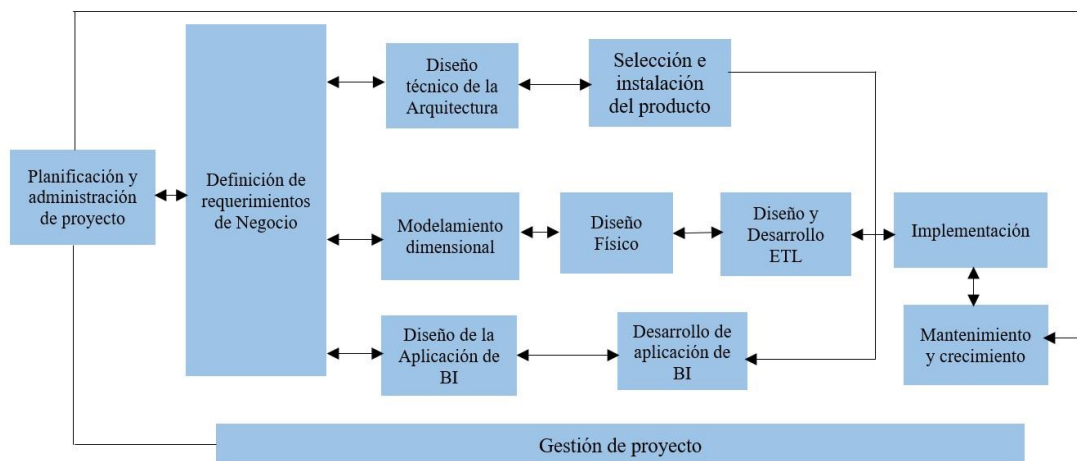 Planificación y
administración
de proyecto
Definición de
requerimientos
de Negocio
Diseño
técnico de la
Arquitectura
Selección e
instalación
del producto
Modelamiento
dimensional
Diseño
Físico
Diseño y
Desarrollo
ETL
Implementación
Diseño de la
Aplicación de
BI
Desarrollo de
aplicación de
BI
Mantenimiento
y crecimiento
Gestión de proyecto